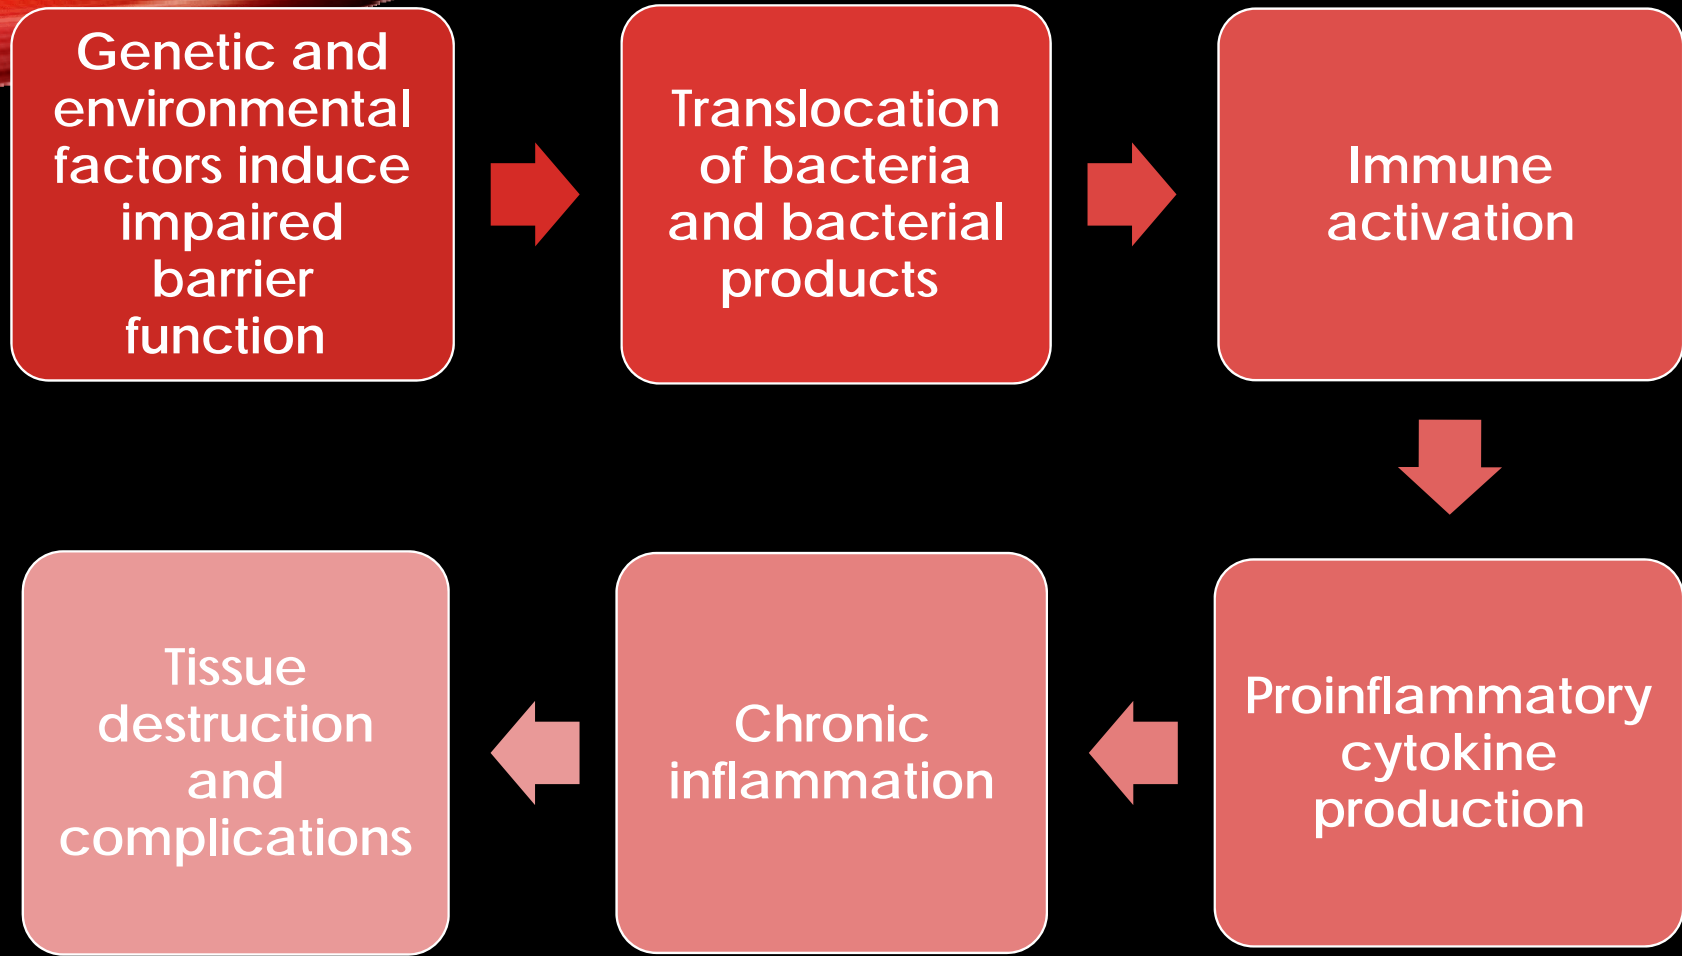 Genetic and
environmental
factors induce
impaired
barrier
function
Translocation
of bacteria
and bacterial
products
Immune
activation
Proinflammatory
cytokine
production
Chronic
inflammation
Tissue
destruction
and
complications